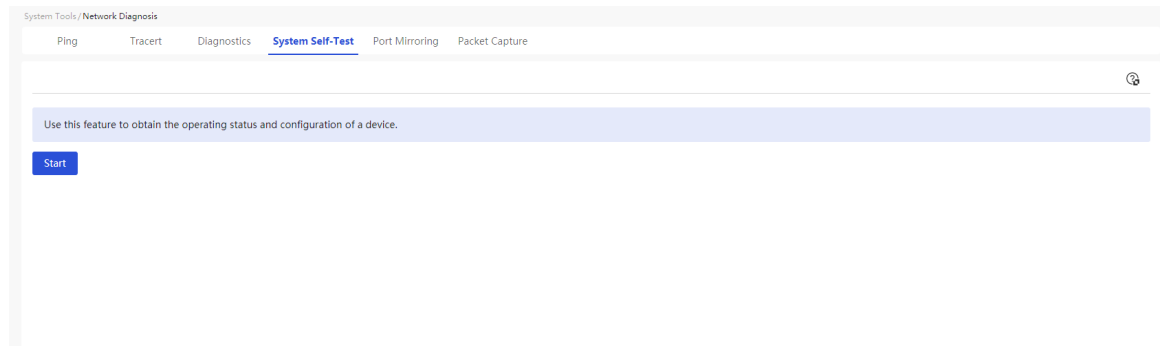 System Tools/Network Diagnosis
Ping Tracert Diagnostics System Self-Test Port Mirroring Packet Capture
Use this feature to obtain the operating status and configuration of a device.
Start